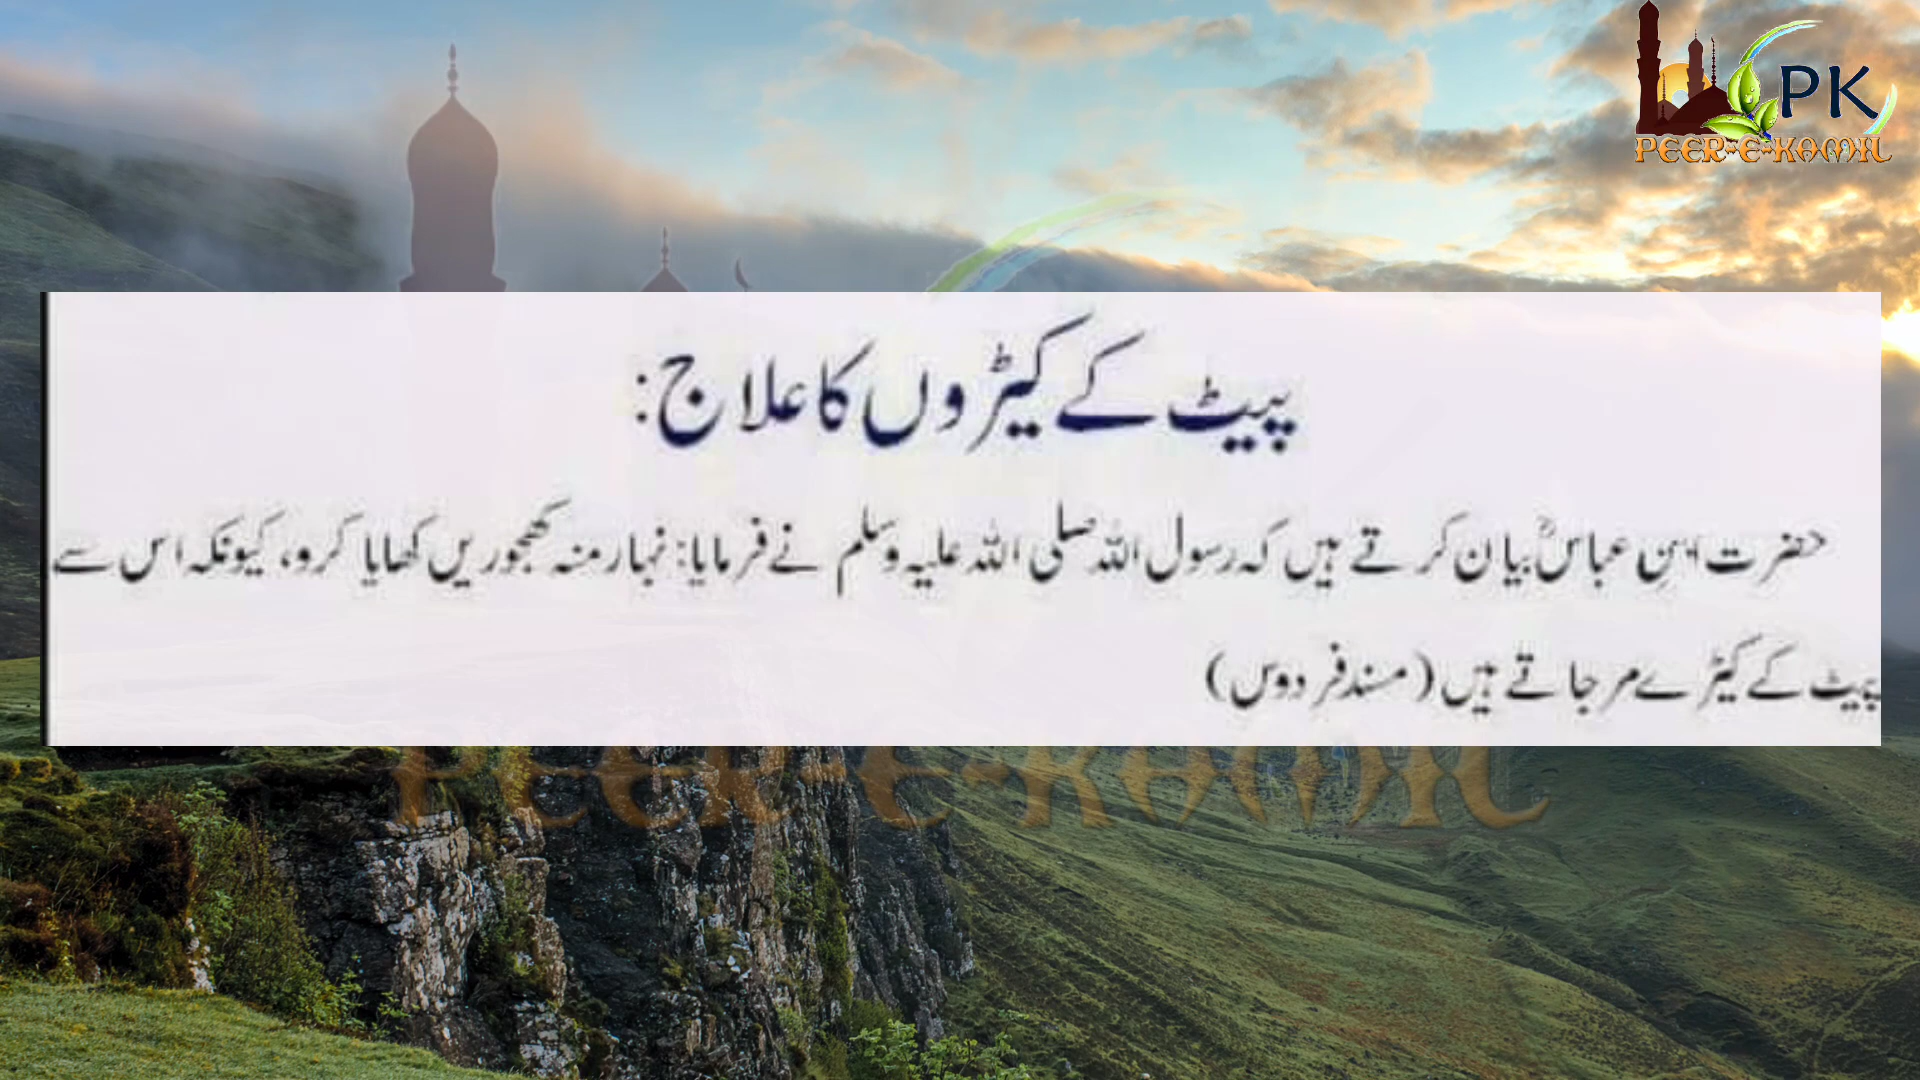 PK
PEER-E-KAMIL
پیٹ کے کیڑوں کا علاج:
حضرت ابن عباسؓ بیان کرتے ہیں کہ رسول اللہ صلی اللہ علیہ وسلم نے فرمایا: نہار منہ کھجوریں کھایا کرو، کیونکہ اس سے
پیٹ کے کیڑے مر جاتے ہیں (مسند فردوس)
PEER-E-KAMIL